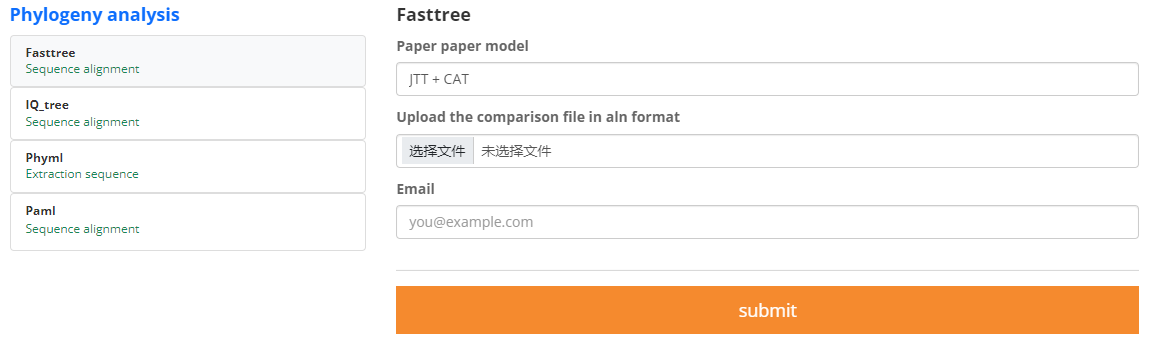 Phylogeny analysis
Fasttree
Sequence alignment
IQ_tree
Sequence alignment
Phyml
Extraction sequence
Paml
Sequence alignment
Fasttree
Paper paper model
JTT + CAT
Upload the comparison file in aln format
选择文件 未选择文件
Email
you@example.com
submit